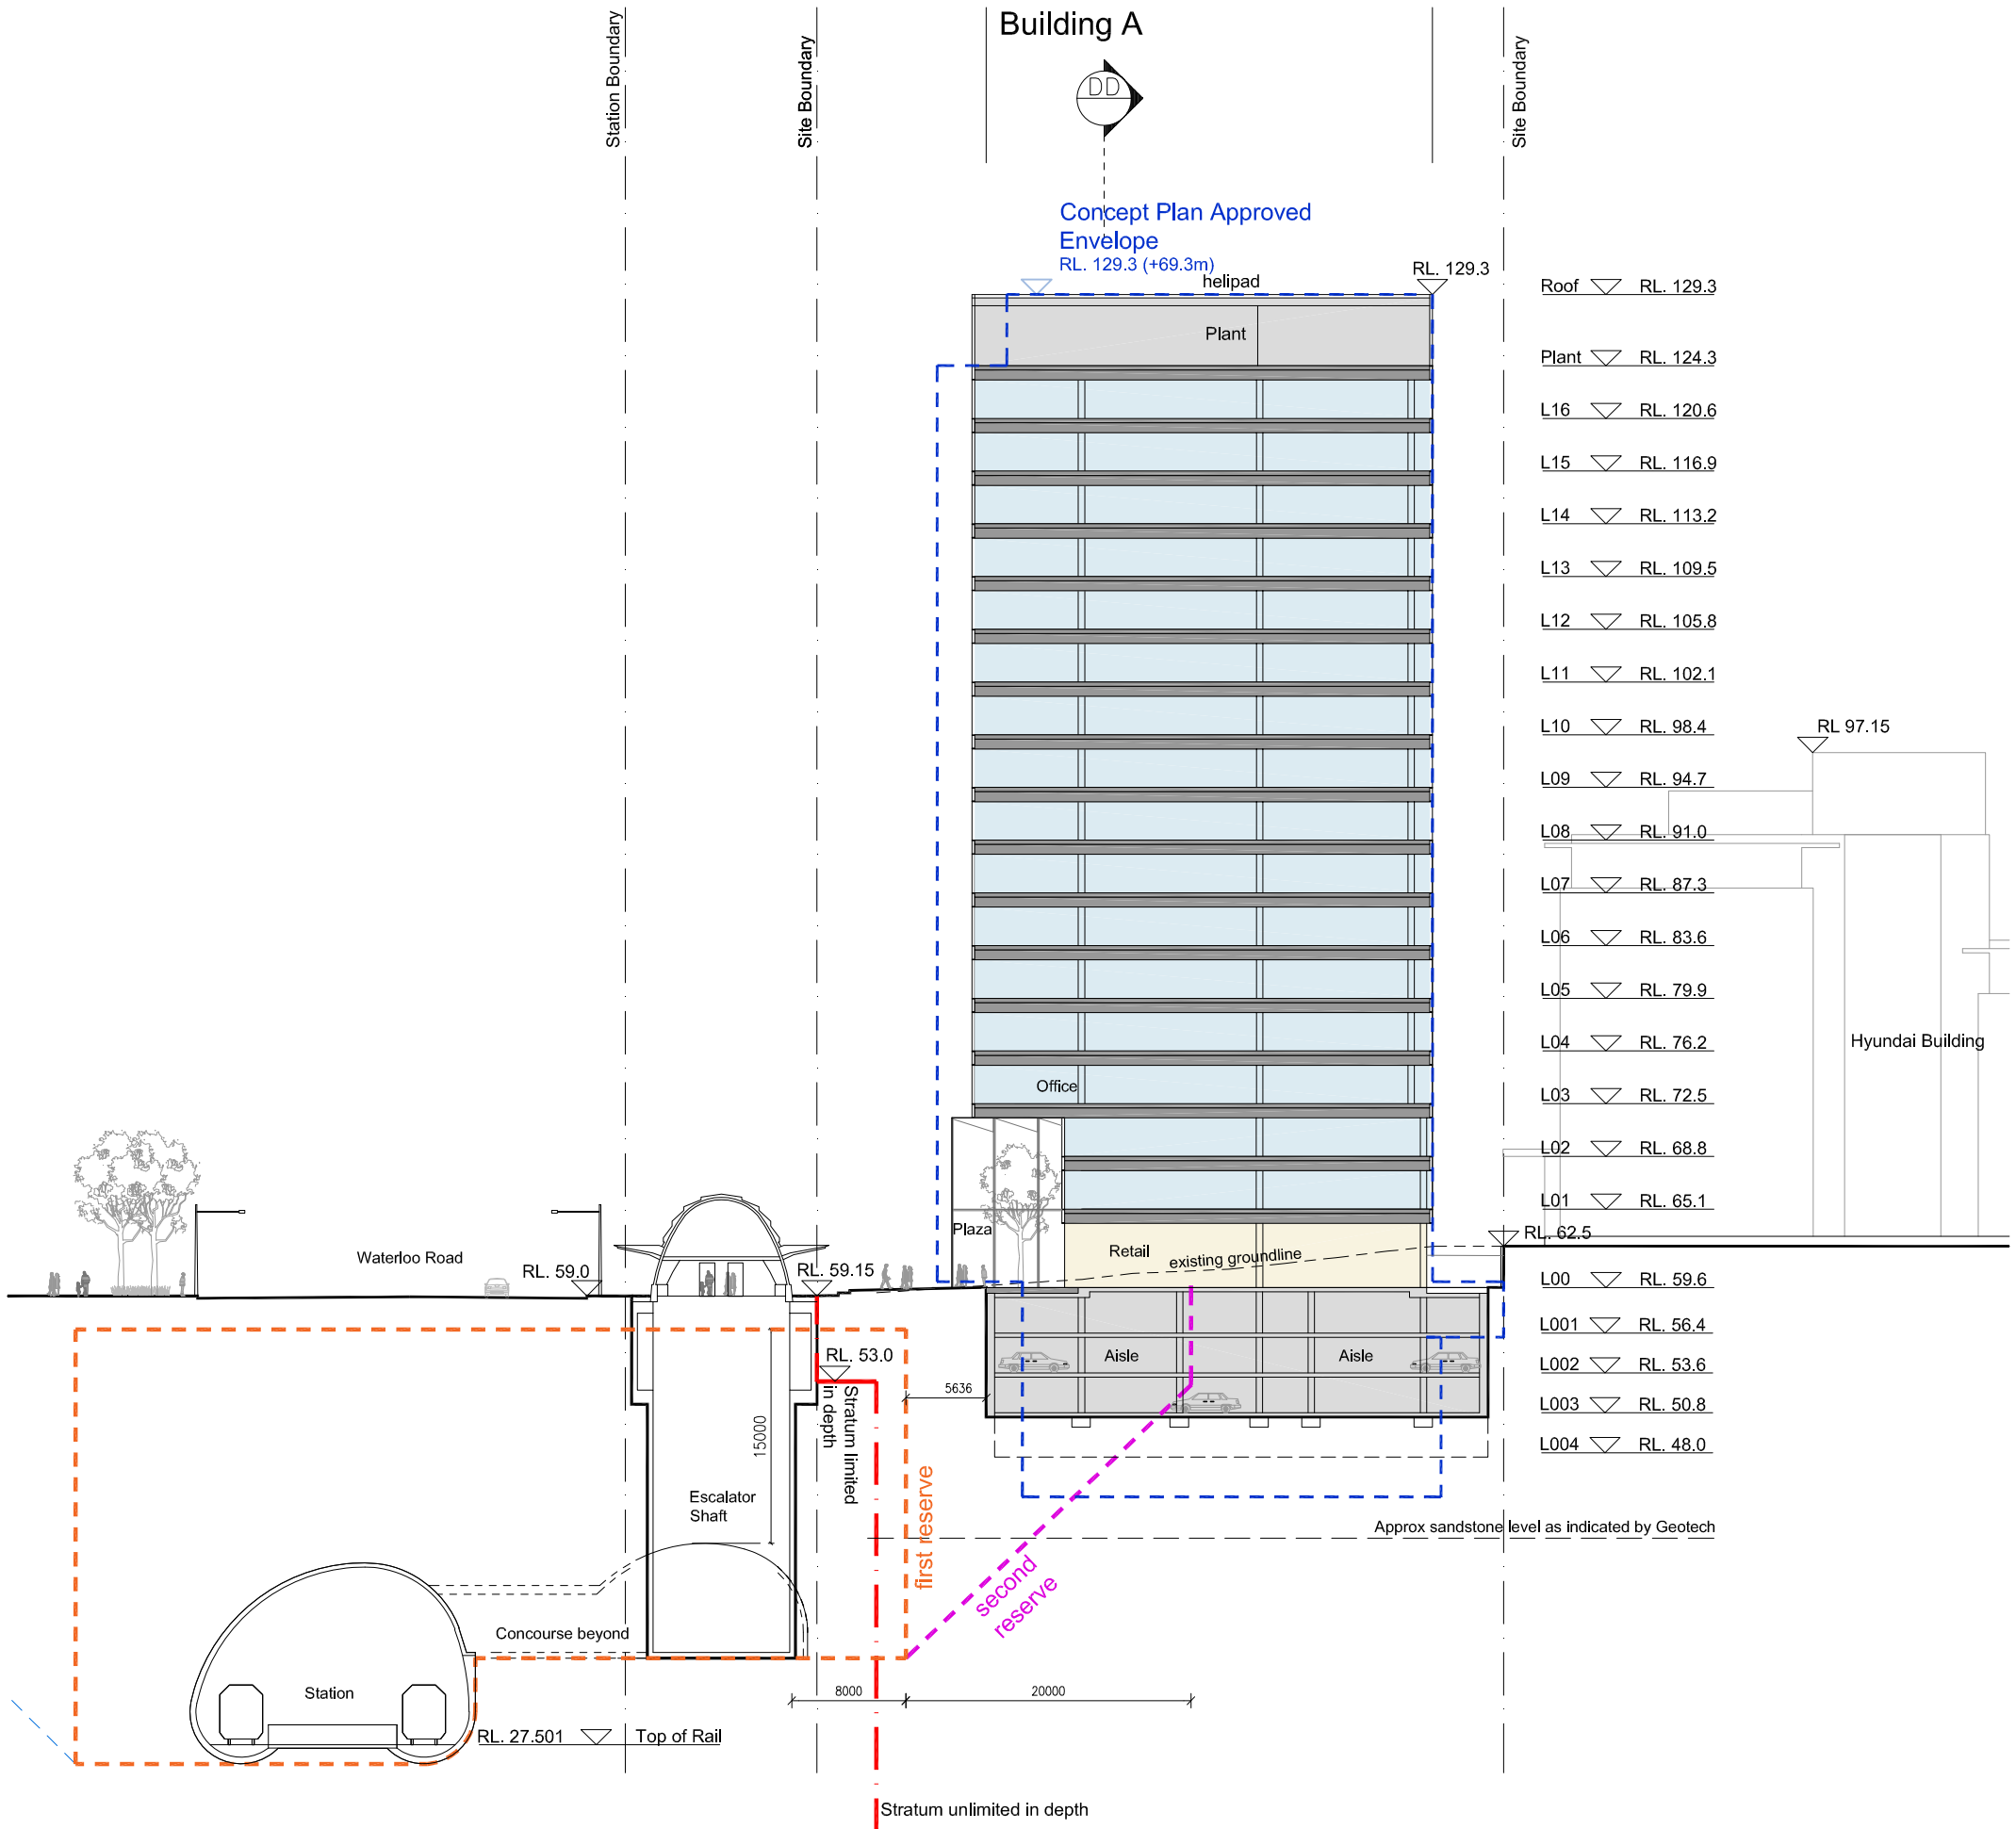 Building A
Station Boundary
Site Boundary
Site Boundary
DD
Concept Plan Approved
Envelope
RL. 129.3 (+69.3m)
helipad
RL. 129.3
Roof RL. 129.3
Plant
Plant RL. 124.3
L16 RL. 120.6
L15 RL. 116.9
L14 RL. 113.2
L13 RL. 109.5
L12 RL. 105.8
L11 RL. 102.1
L10 RL. 98.4
RL 97.15
L09 RL. 94.7
L08 RL. 91.0
L07 RL. 87.3
L06 RL. 83.6
L05 RL. 79.9
L04 RL. 76.2
Hyundai Building
Office
L03 RL. 72.5
L02 RL. 68.8
L01 RL. 65.1
Plaza
RL. 62.5
Retail
existing groundline
Waterloo Road
RL. 59.0
RL. 59.15
L00 RL. 59.6
L001 RL. 56.4
RL. 53.0
Aisle
Aisle
L002 RL. 53.6
5636
L003 RL. 50.8
Stratum limited
in depth
15000
L004 RL. 48.0
Escalator
Shaft
first reserve
Approx sandstone level as indicated by Geotech
second
reserve
Concourse beyond
Station
8000
20000
RL. 27.501 Top of Rail
Stratum unlimited in depth